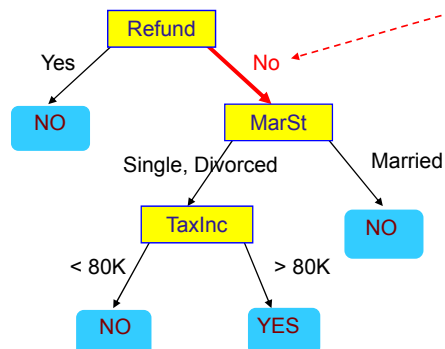 Refund
Yes
No
NO
MarSt
Single, Divorced
Married
TaxInc
NO
< 80K
> 80K
NO
YES